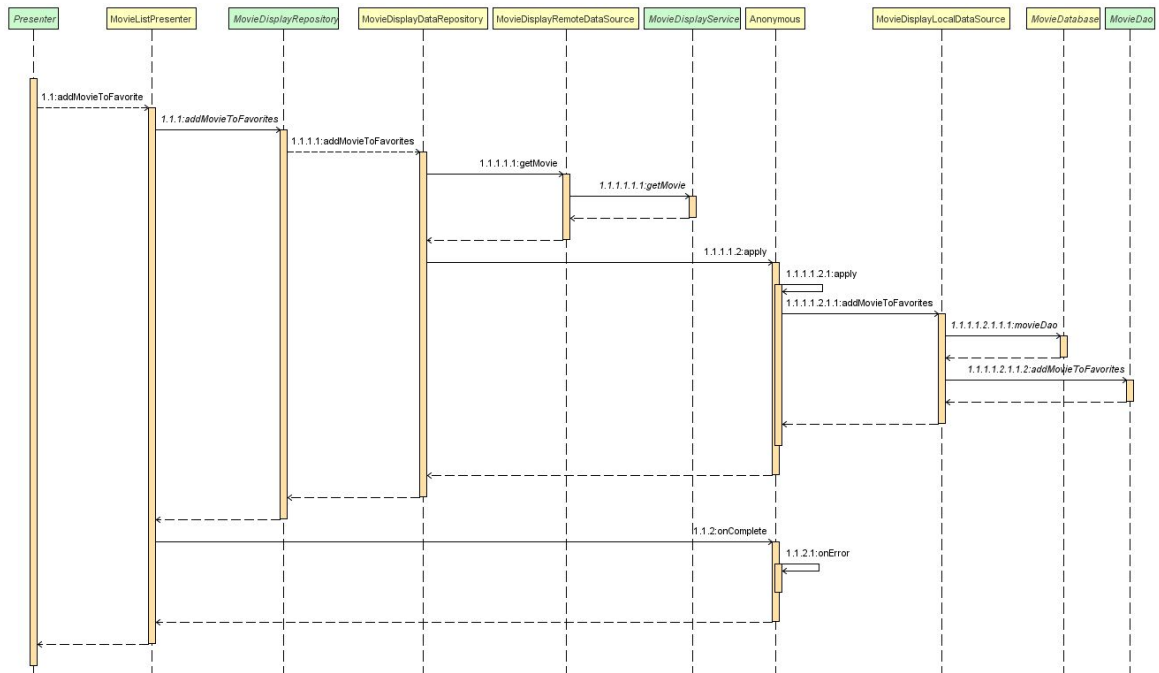 Presenter
MovieListPresenter
MovieDisplayRepository
MovieDisplayDataRepository
MovieDisplayRemoteDataSource
MovieDisplayService
Anonymous
MovieDisplayLocalDataSource
MovieDatabase
MovieDao
1.1:addMovieToFavorite
1.1.1:addMovieToFavorites
1.1.1.1:addMovieToFavorites
1.1.1.1.1:getMovie
1.1.1.1.1.1:getMovie
1.1.1.1.2:apply
1.1.1.1.2.1:apply
1.1.1.1.2.1.1:addMovieToFavorites
1.1.1.1.2.1.1.1:movieDao
1.1.1.1.2.1.1.2:addMovieToFavorites
1.1.2:onComplete
1.1.2.1:onError